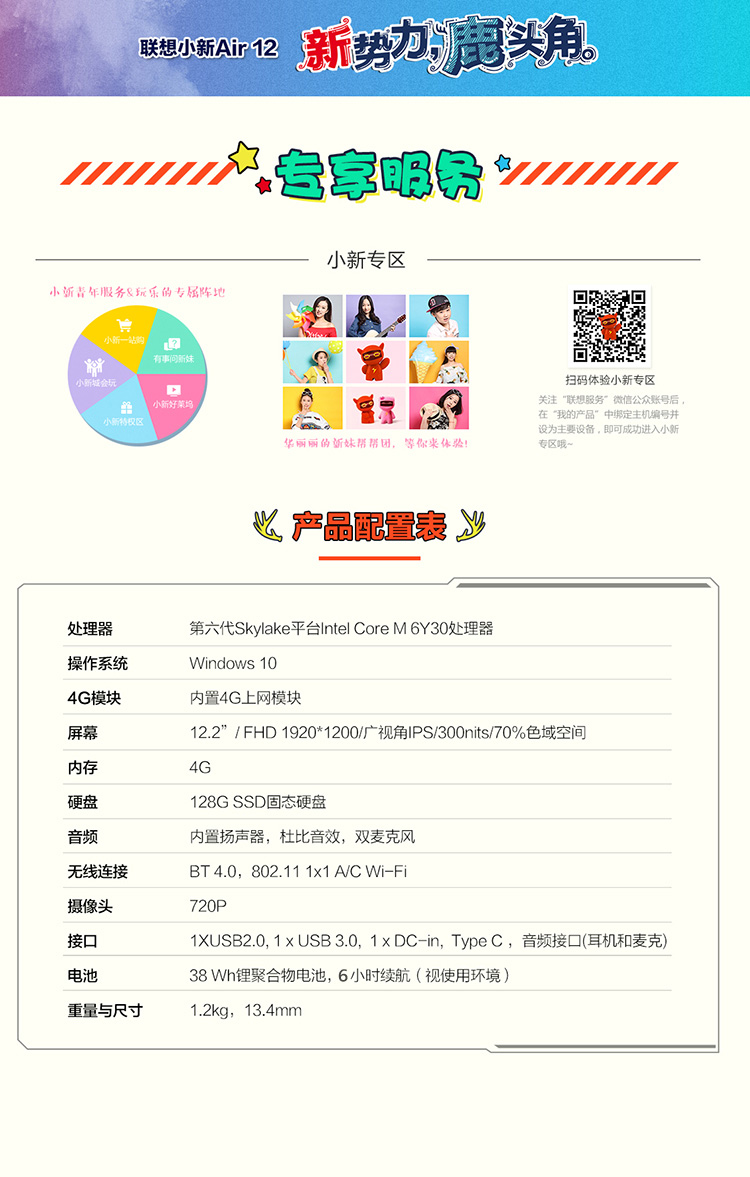 联想小新Air 12 新势力,鹿头角。
专享服务
小新专区
小新青年服务&玩乐的专属阵地
小新一站购
有事问新妹
小新城会玩
小新好莱坞
小新特权区
华丽丽的新妹帮帮团，等你来体验!
扫码体验小新专区
关注“联想服务”微信公众账号后，
在“我的产品”中绑定主机编号并
设为主要设备，即可成功进入小新
专区哦~
产品配置表
处理器 第六代Skylake平台Intel Core M 6Y30处理器
操作系统 Windows 10
4G模块 内置4G上网模块
屏幕 12.2” / FHD 1920*1200/广视角IPS/300nits/70%色域空间
内存 4G
硬盘 128G SSD固态硬盘
音频 内置扬声器，杜比音效，双麦克风
无线连接 BT 4.0，802.11 1x1 A/C Wi-Fi
摄像头 720P
接口 1XUSB2.0, 1 x USB 3.0, 1 x DC-in, Type C ，音频接口(耳机和麦克)
电池 38 Wh锂聚合物电池，6小时续航（视使用环境）
重量与尺寸 1.2kg，13.4mm